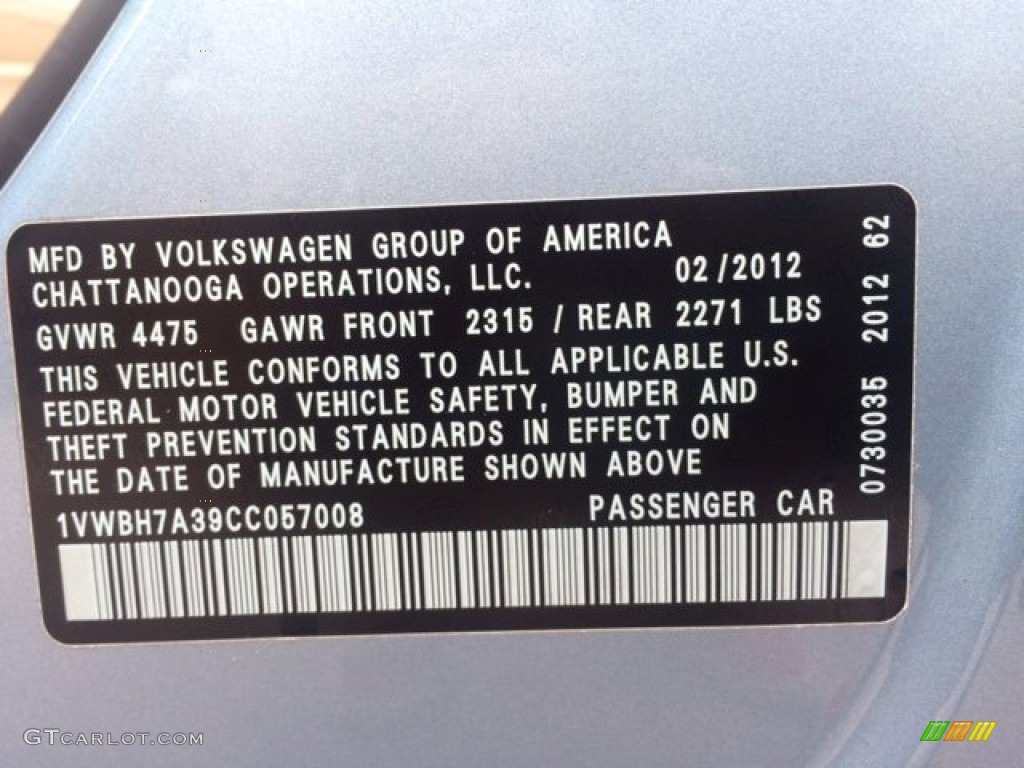 MFD BY VOLKSWAGEN GROUP OF AMERICA
CHATTANOOGA OPERATIONS, LLC. 02/2012
GVWR 4475 GAWR FRONT 2315 / REAR 2271 LBS
THIS VEHICLE CONFORMS TO ALL APPLICABLE U.S.
FEDERAL MOTOR VEHICLE SAFETY, BUMPER AND
THEFT PREVENTION STANDARDS IN EFFECT ON
THE DATE OF MANUFACTURE SHOWN ABOVE
1VWBH7A39CC057008 PASSENGER CAR
0730035 2012 62
GTCARLOT.COM